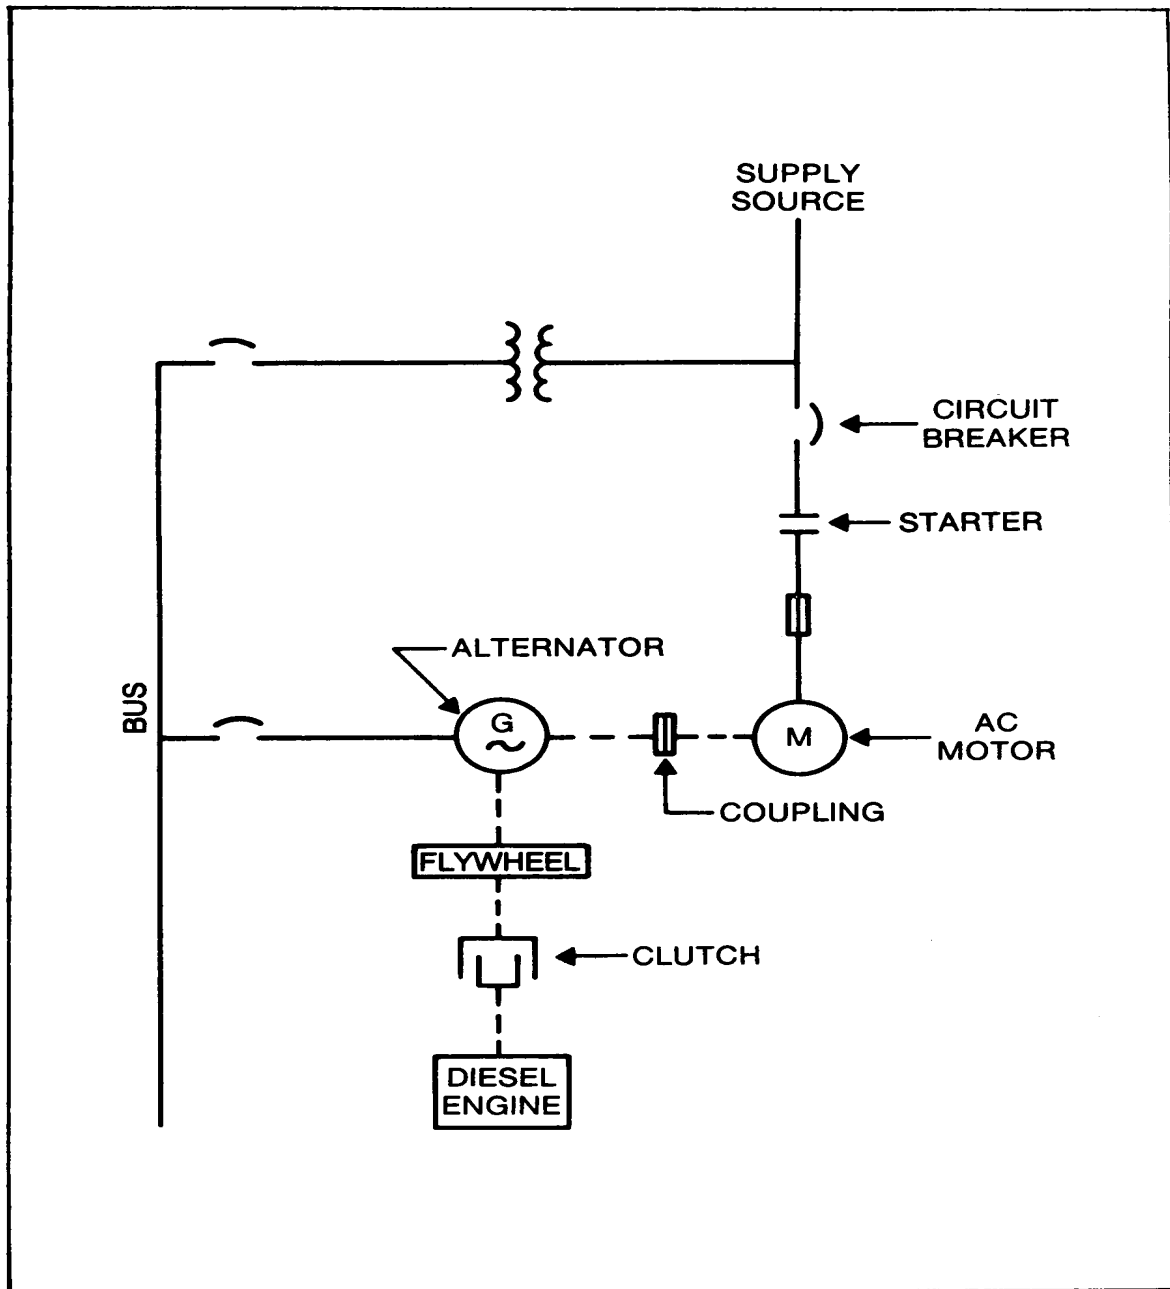 SUPPLY
SOURCE
CIRCUIT
BREAKER
STARTER
ALTERNATOR
BUS
G
M
AC
MOTOR
COUPLING
FLYWHEEL
CLUTCH
DIESEL
ENGINE